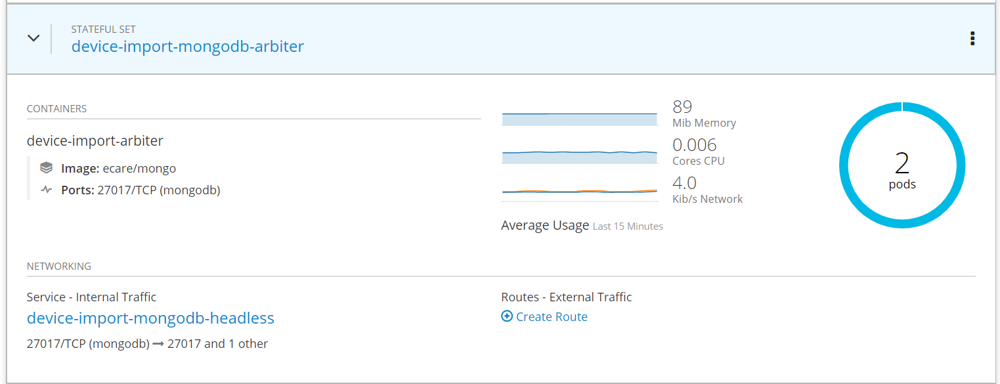 STATEFUL SET
device-import-mongodb-arbiter
CONTAINERS
device-import-arbiter
Image: ecare/mongo
Ports: 27017/TCP (mongodb)
89
Mib Memory
0.006
Cores CPU
4.0
Kib/s Network
Average Usage Last 15 Minutes
2
pods
NETWORKING
Service - Internal Traffic
device-import-mongodb-headless
27017/TCP (mongodb) → 27017 and 1 other
Routes - External Traffic
Create Route